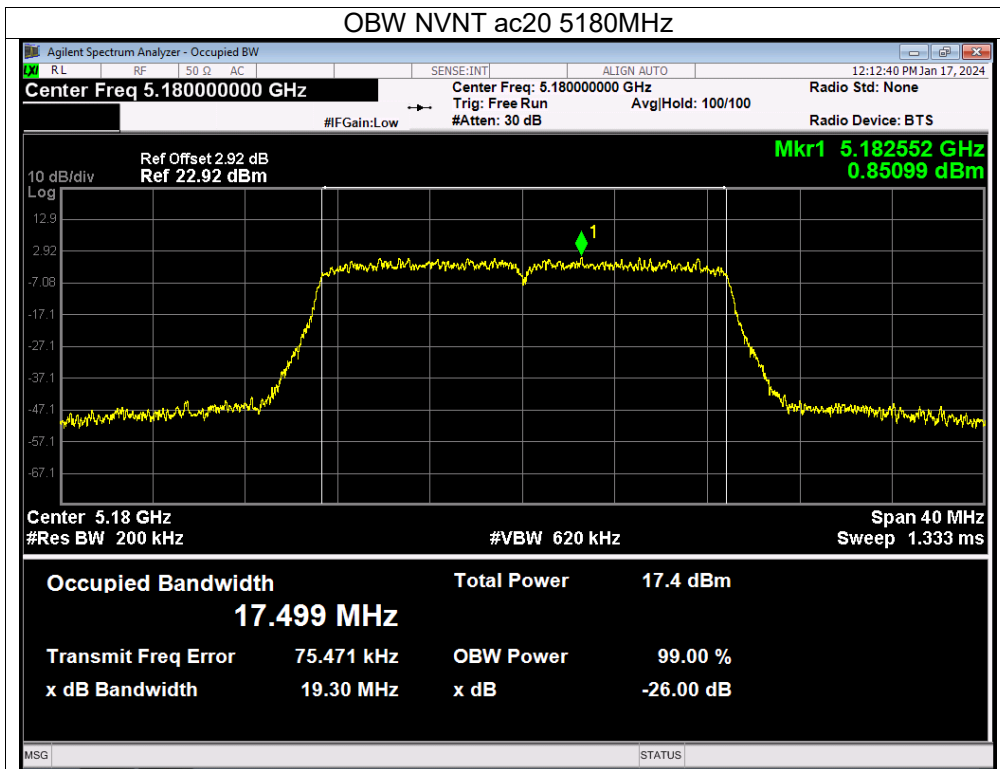 OBW NVNT ac20 5180MHz
Agilent Spectrum Analyzer - Occupied BW
LXI RL RF 50 Ω AC SENSE:INT ALIGN AUTO 12:12:40 PM Jan 17, 2024
Center Freq 5.180000000 GHz Center Freq: 5.180000000 GHz Radio Std: None
Trig: Free Run Avg|Hold: 100/100
#IFGain:Low #Atten: 30 dB Radio Device: BTS
Mkr1 5.182552 GHz
0.85099 dBm
Ref Offset 2.92 dB
10 dB/div Ref 22.92 dBm
Log
12.9
1
2.92
-7.08
-17.1
-27.1
-37.1
-47.1
-57.1
-67.1
Center 5.18 GHz Span 40 MHz
#Res BW 200 kHz #VBW 620 kHz Sweep 1.333 ms
Occupied Bandwidth Total Power 17.4 dBm
17.499 MHz
Transmit Freq Error 75.471 kHz OBW Power 99.00 %
x dB Bandwidth 19.30 MHz x dB -26.00 dB
MSG STATUS